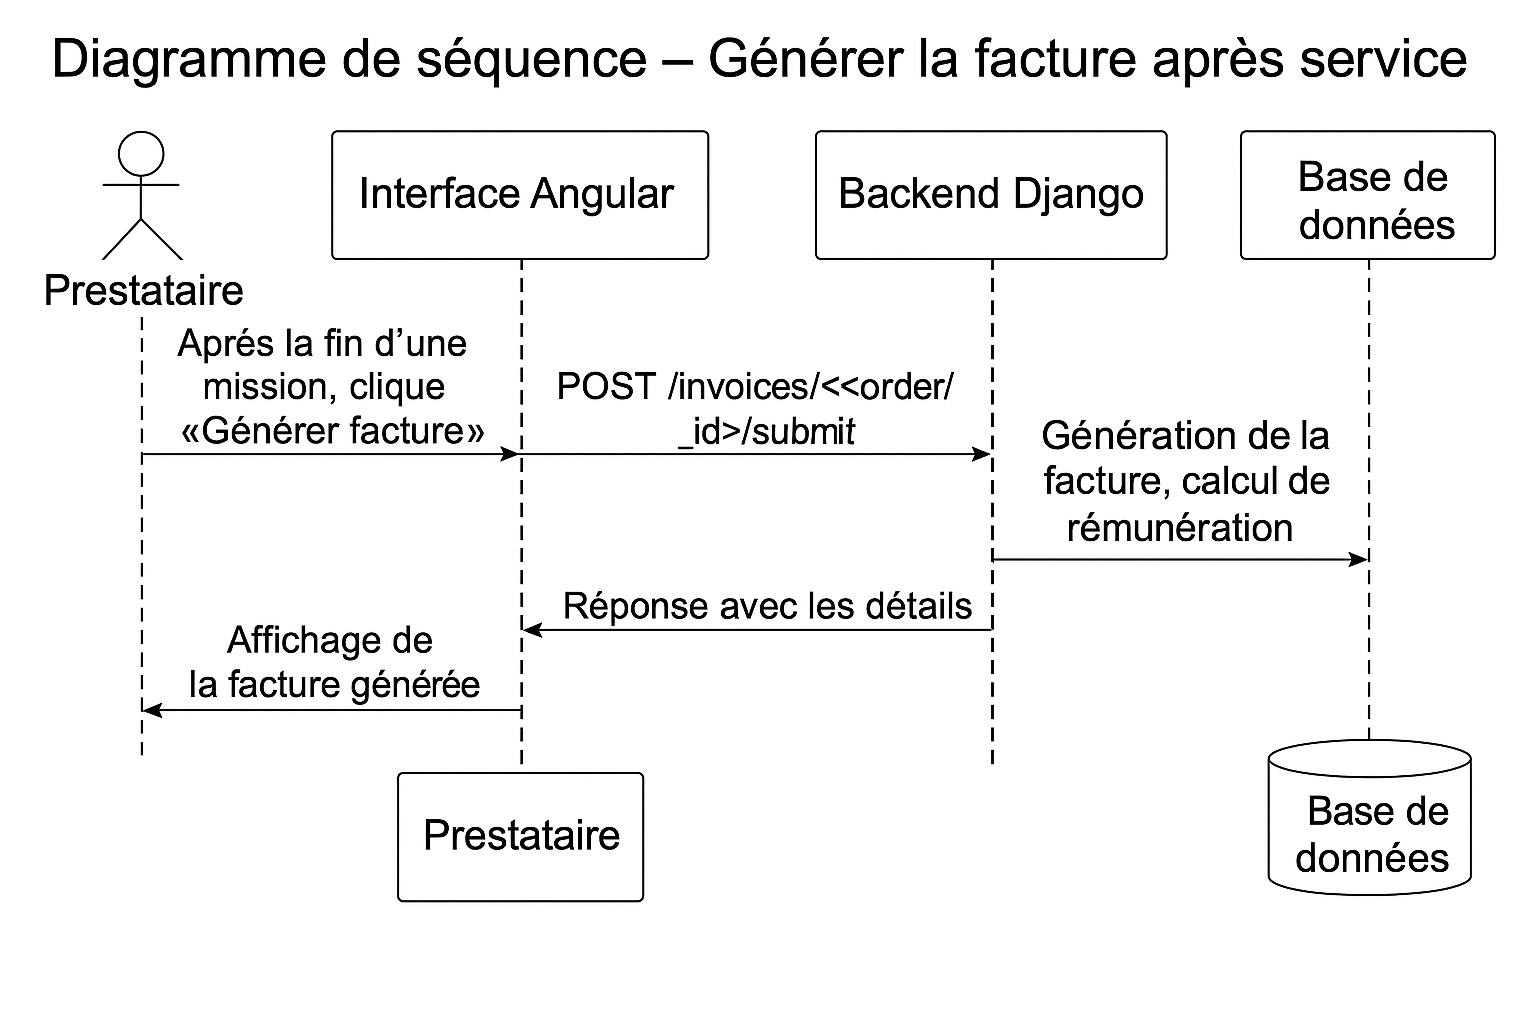 Diagramme de séquence – Générer la facture après service
Prestataire
Interface Angular
Backend Django
Base de
données
Aprés la fin d’une
mission, clique
«Générer facture»
POST /invoices/<<order/
_id>/submit
Génération de la
facture, calcul de
rémunération
Réponse avec les détails
Affichage de
la facture générée
Prestataire
Base de
données